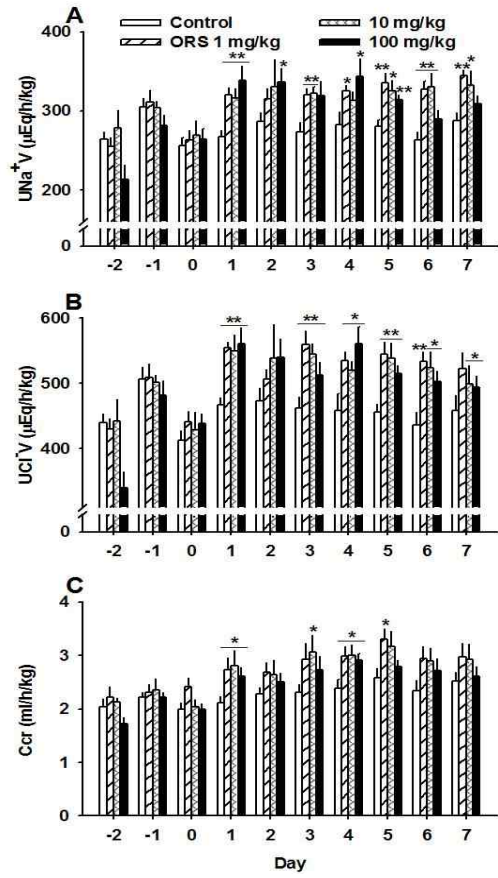 A
Control
10 mg/kg
ORS 1 mg/kg
100 mg/kg
UNa⁺V (µEq/h/kg)
400
300
200
0
** * ** * * ** * ** ** ** *
-2 -1 0 1 2 3 4 5 6 7
B
UCl⁻V (µEq/h/kg)
600
500
400
0
** ** * ** ** * *
-2 -1 0 1 2 3 4 5 6 7
C
Ccr (ml/h/kg)
4
3
2
0
* * * *
-2 -1 0 1 2 3 4 5 6 7
Day